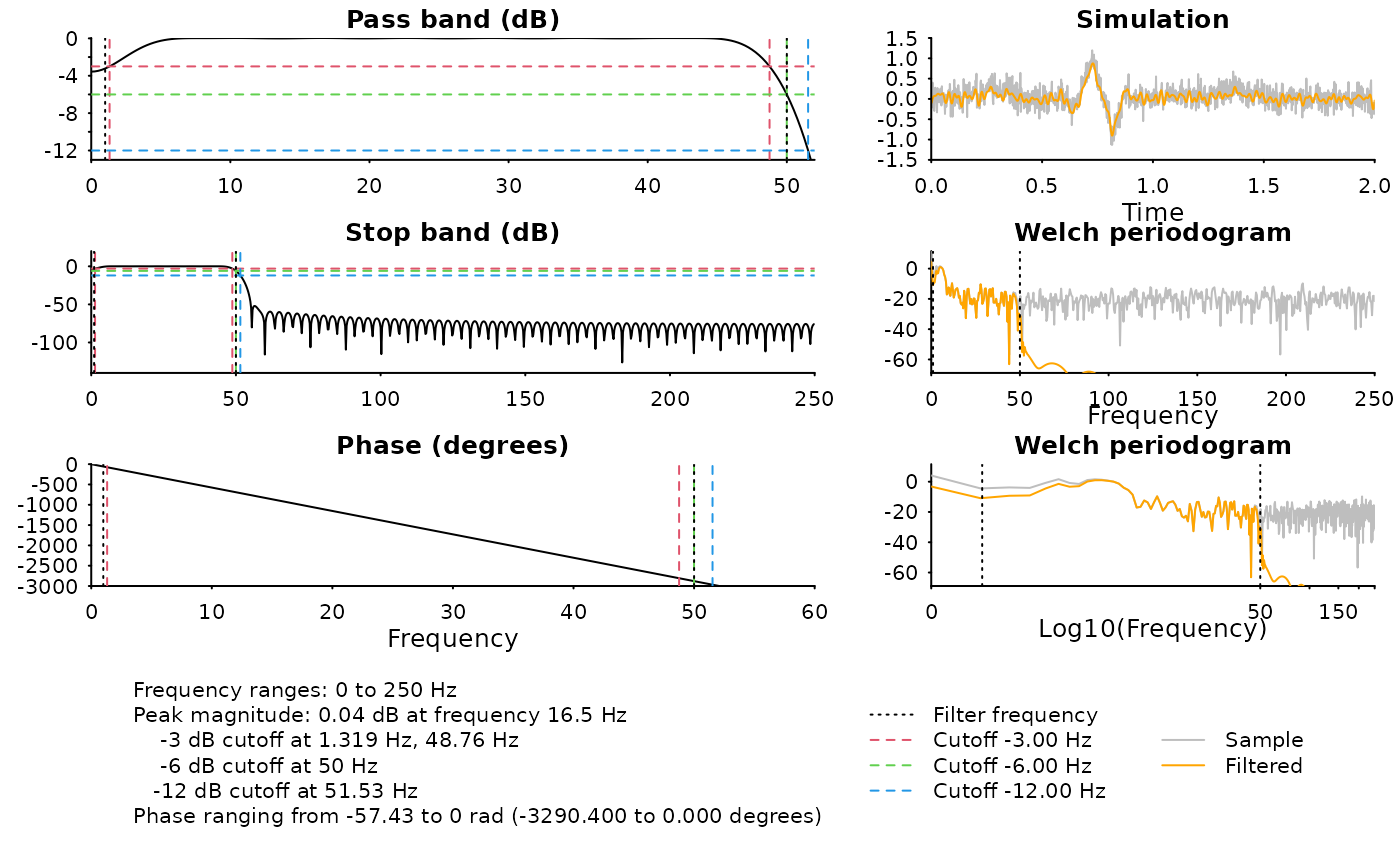 Pass band (dB)
0
-4
-8
-12
0 10 20 30 40 50
Simulation
1.5
1.0
0.5
0.0
-0.5
-1.0
-1.5
0.0 0.5 1.0 1.5 2.0
Time
Stop band (dB)
0
-50
-100
0 50 100 150 200 250
Welch periodogram
0
-20
-40
-60
0 50 100 150 200 250
Frequency
Phase (degrees)
0
-500
-1000
-1500
-2000
-2500
-3000
0 10 20 30 40 50 60
Frequency
Welch periodogram
0
-20
-40
-60
0 50 150
Log10(Frequency)
Frequency ranges: 0 to 250 Hz
Peak magnitude: 0.04 dB at frequency 16.5 Hz
-3 dB cutoff at 1.319 Hz, 48.76 Hz
-6 dB cutoff at 50 Hz
-12 dB cutoff at 51.53 Hz
Phase ranging from -57.43 to 0 rad (-3290.400 to 0.000 degrees)
Filter frequency
Cutoff -3.00 Hz
Cutoff -6.00 Hz
Cutoff -12.00 Hz
Sample
Filtered